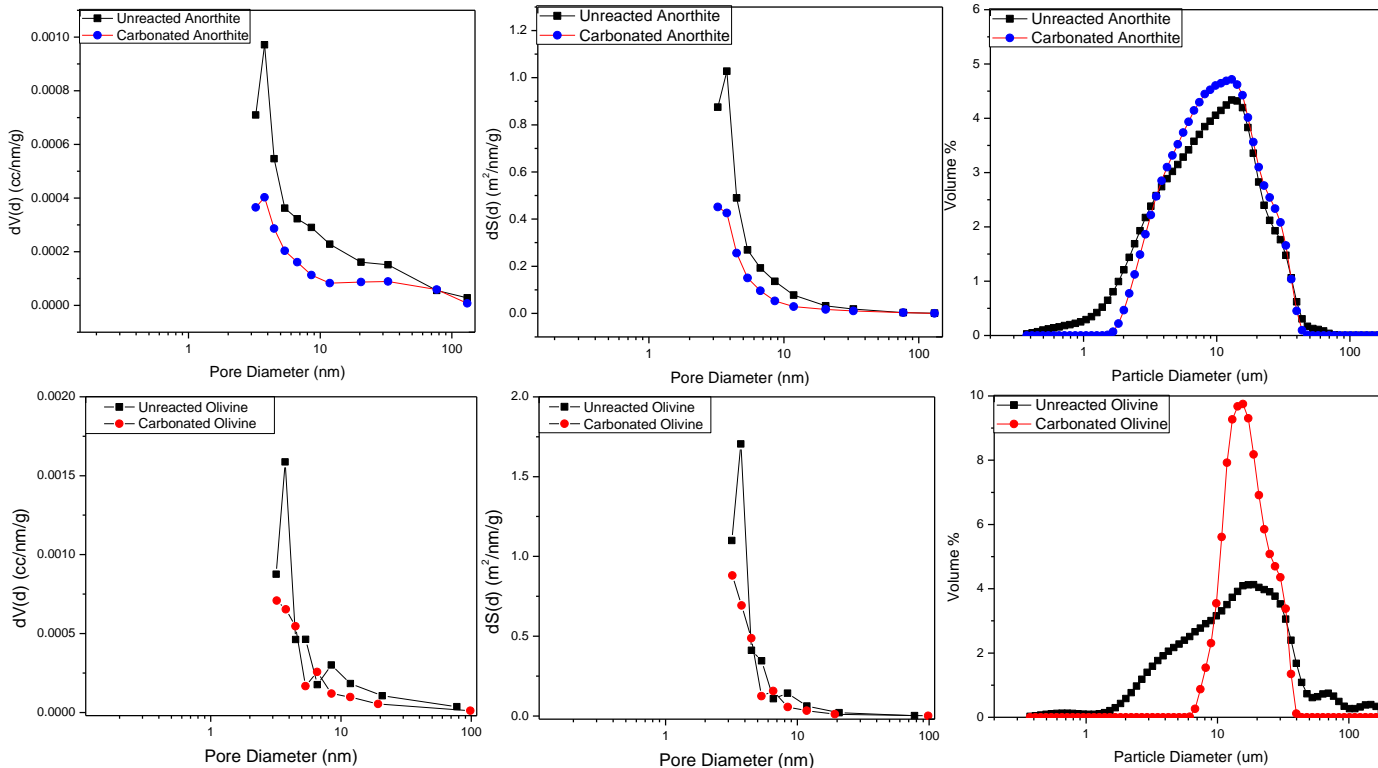 Unreacted Anorthite
Carbonated Anorthite
0.0010
0.0008
0.0006
0.0004
0.0002
0.0000
dV(d) (cc/nm/g)
1
10
100
Pore Diameter (nm)
Unreacted Anorthite
Carbonated Anorthite
1.0
0.8
0.6
0.4
0.2
0.0
dS(d) (m²/nm/g)
1
10
100
Pore Diameter (nm)
Unreacted Anorthite
Carbonated Anorthite
6
5
4
3
2
1
0
Volume %
1
10
100
Particle Diameter (um)
Unreacted Olivine
Carbonated Olivine
0.0020
0.0015
0.0010
0.0005
0.0000
dV(d) (cc/nm/g)
1
10
100
Pore Diameter (nm)
Unreacted Olivine
Carbonated Olivine
2.0
1.5
1.0
0.5
0.0
dS(d) (m²/nm/g)
1
10
100
Pore Diameter (nm)
Unreacted Olivine
Carbonated Olivine
10
8
6
4
2
0
Volume %
1
10
100
Particle Diameter (um)